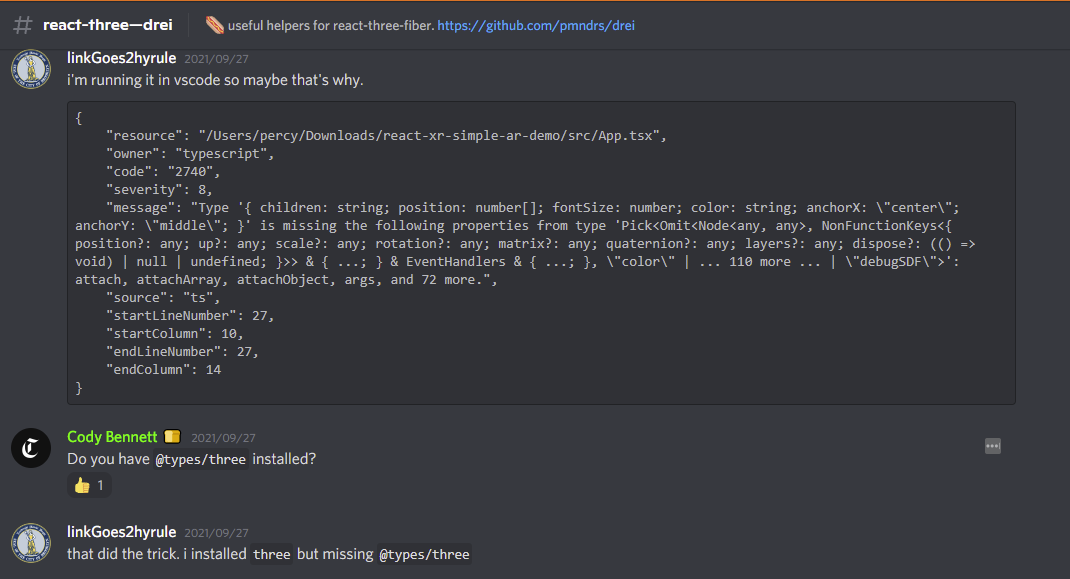 # react-three—drei useful helpers for react-three-fiber. https://github.com/pmndrs/drei
linkGoes2hyrule 2021/09/27
i'm running it in vscode so maybe that's why.
{
    "resource": "/Users/percy/Downloads/react-xr-simple-ar-demo/src/App.tsx",
    "owner": "typescript",
    "code": "2740",
    "severity": 8,
    "message": "Type '{ children: string; position: number[]; fontSize: number; color: string; anchorX: \"center\";
anchorY: \"middle\"; }' is missing the following properties from type 'Pick<Omit<Node<any, any>, NonFunctionKeys<{
position?: any; up?: any; scale?: any; rotation?: any; matrix?: any; quaternion?: any; layers?: any; dispose?: (() =>
void) | null | undefined; }>> & { ...; } & EventHandlers & { ...; }, \"color\" | ... 110 more ... | \"debugSDF\">':
attach, attachArray, attachObject, args, and 72 more.",
    "source": "ts",
    "startLineNumber": 27,
    "startColumn": 10,
    "endLineNumber": 27,
    "endColumn": 14
}
Cody Bennett 2021/09/27
Do you have @types/three installed?
1
linkGoes2hyrule 2021/09/27
that did the trick. i installed three but missing @types/three